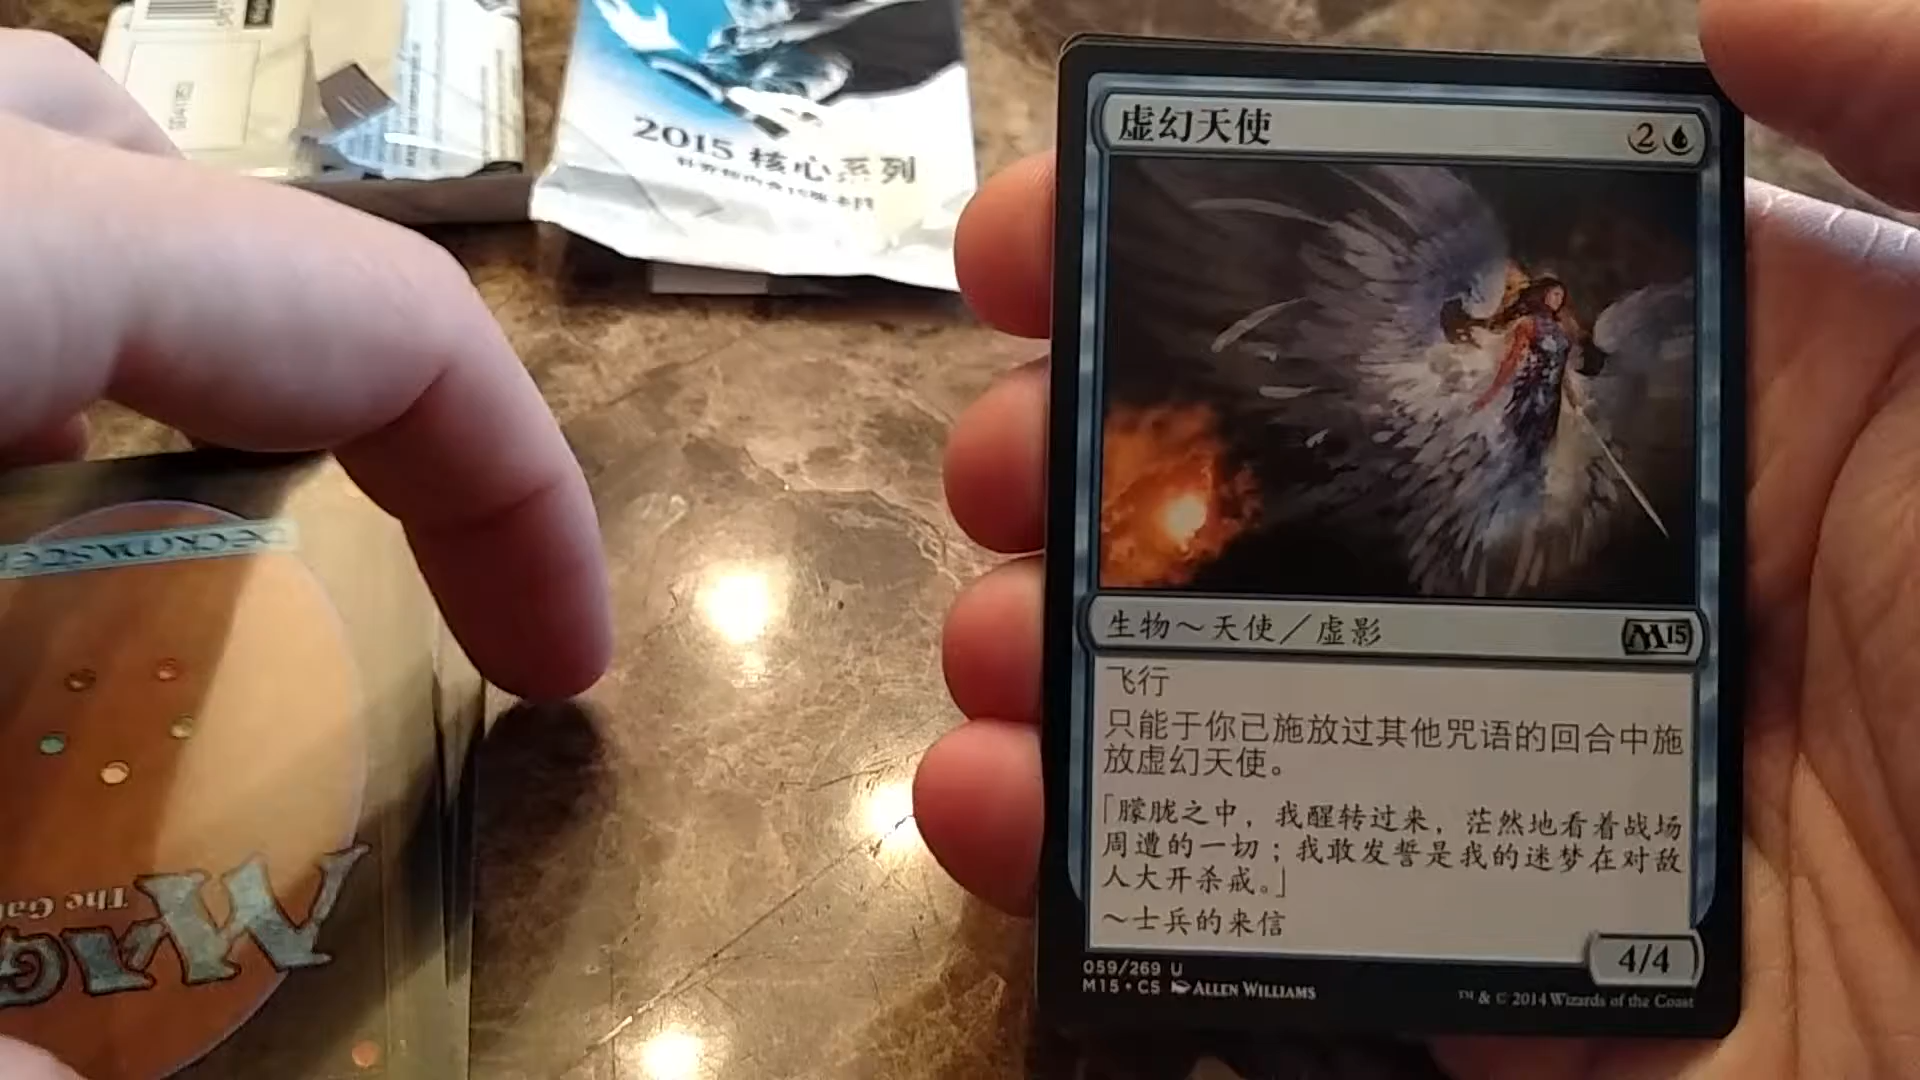 2015 核心系列
虚幻天使
2
生物～天使／虚影
M15
飞行
只能于你已施放过其他咒语的回合中施
放虚幻天使。
「朦胧之中，我醒转过来，茫然地看着战场
周遭的一切；我敢发誓是我的迷梦在对敌
人大开杀戒。」
～士兵的来信
4/4
059/269 U
M15 • CS ALLEN WILLIAMS
™ & © 2014 Wizards of the Coast
DECKMASTER
MAGIC
The Ga